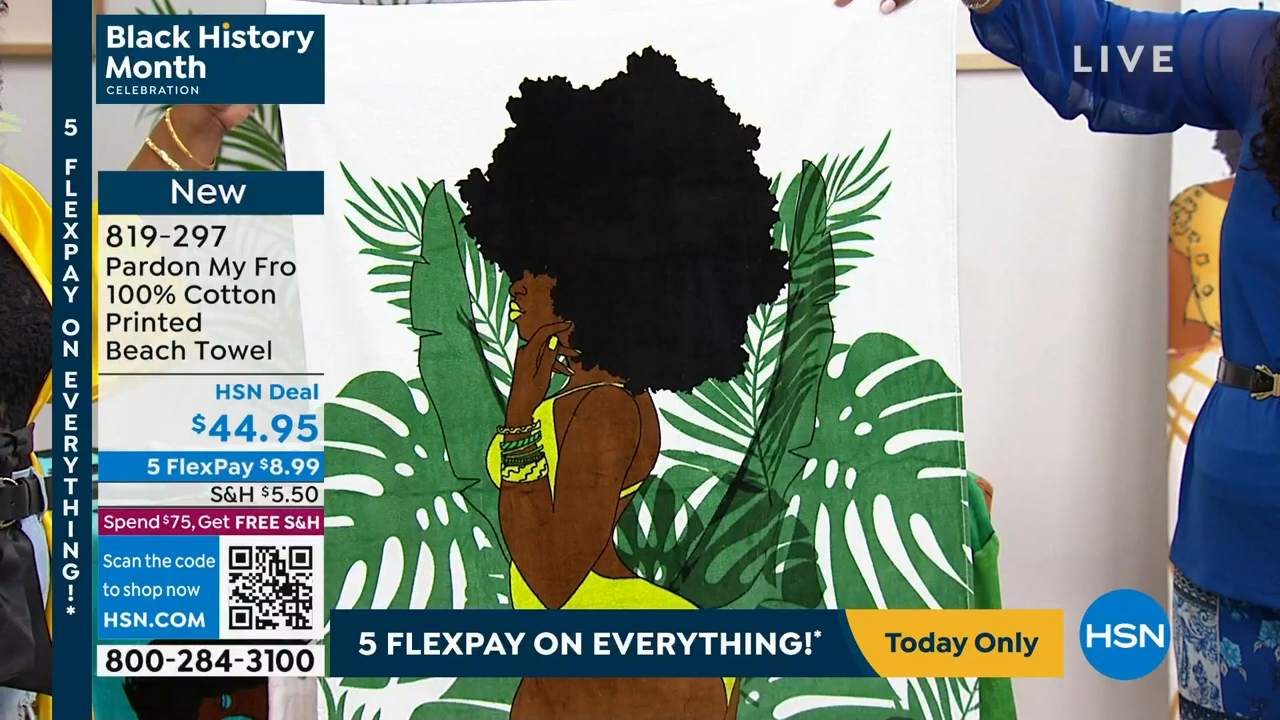 Black History
Month
CELEBRATION
LIVE
5 FLEXPAY ON EVERYTHING!*
New
819-297
Pardon My Fro
100% Cotton
Printed
Beach Towel
HSN Deal
$44.95
5 FlexPay $8.99
S&H $5.50
Spend $75, Get FREE S&H
Scan the code
to shop now
HSN.COM
800-284-3100
5 FLEXPAY ON EVERYTHING!*
Today Only
HSN